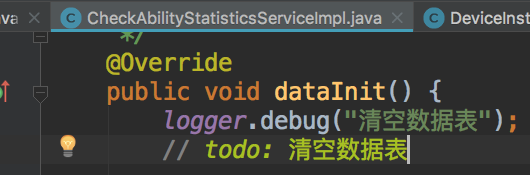 ava
CheckAbilityStatisticsServiceImpl.java
DeviceInst
*/
@Override
public void dataInit() {
logger.debug("清空数据表");
// todo: 清空数据表